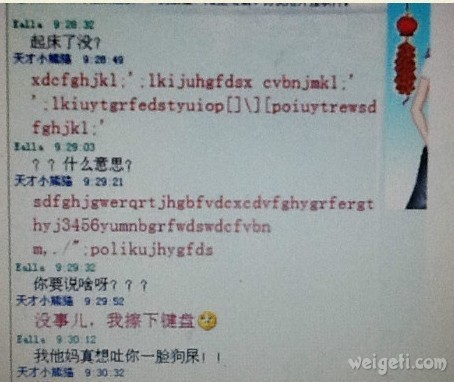 Ealla 9:28:32
起床了没?
天才小熊猫 9:28:49
xdcfghjkl;';lkijuhgfdsx cvbnjmkl;'
';lkiuytgrfedstyuiop[]\][poiuytrewsd
fghjkl;'
Ealla 9:29:03
？？什么意思?
天才小熊猫 9:29:21
sdfghjgwerqrtjhgbfvdcxcdvfghygrfergt
hyj3456yumnbgrfwdswdcfvbn
m,./";polikujhygfds
Ealla 9:29:32
你要说啥呀？？？
天才小熊猫 9:29:52
没事儿，我擦下键盘
Ealla 9:30:12
我他妈真想吐你一脸狗屎！！
天才小熊猫 9:30:32
weigeti.com